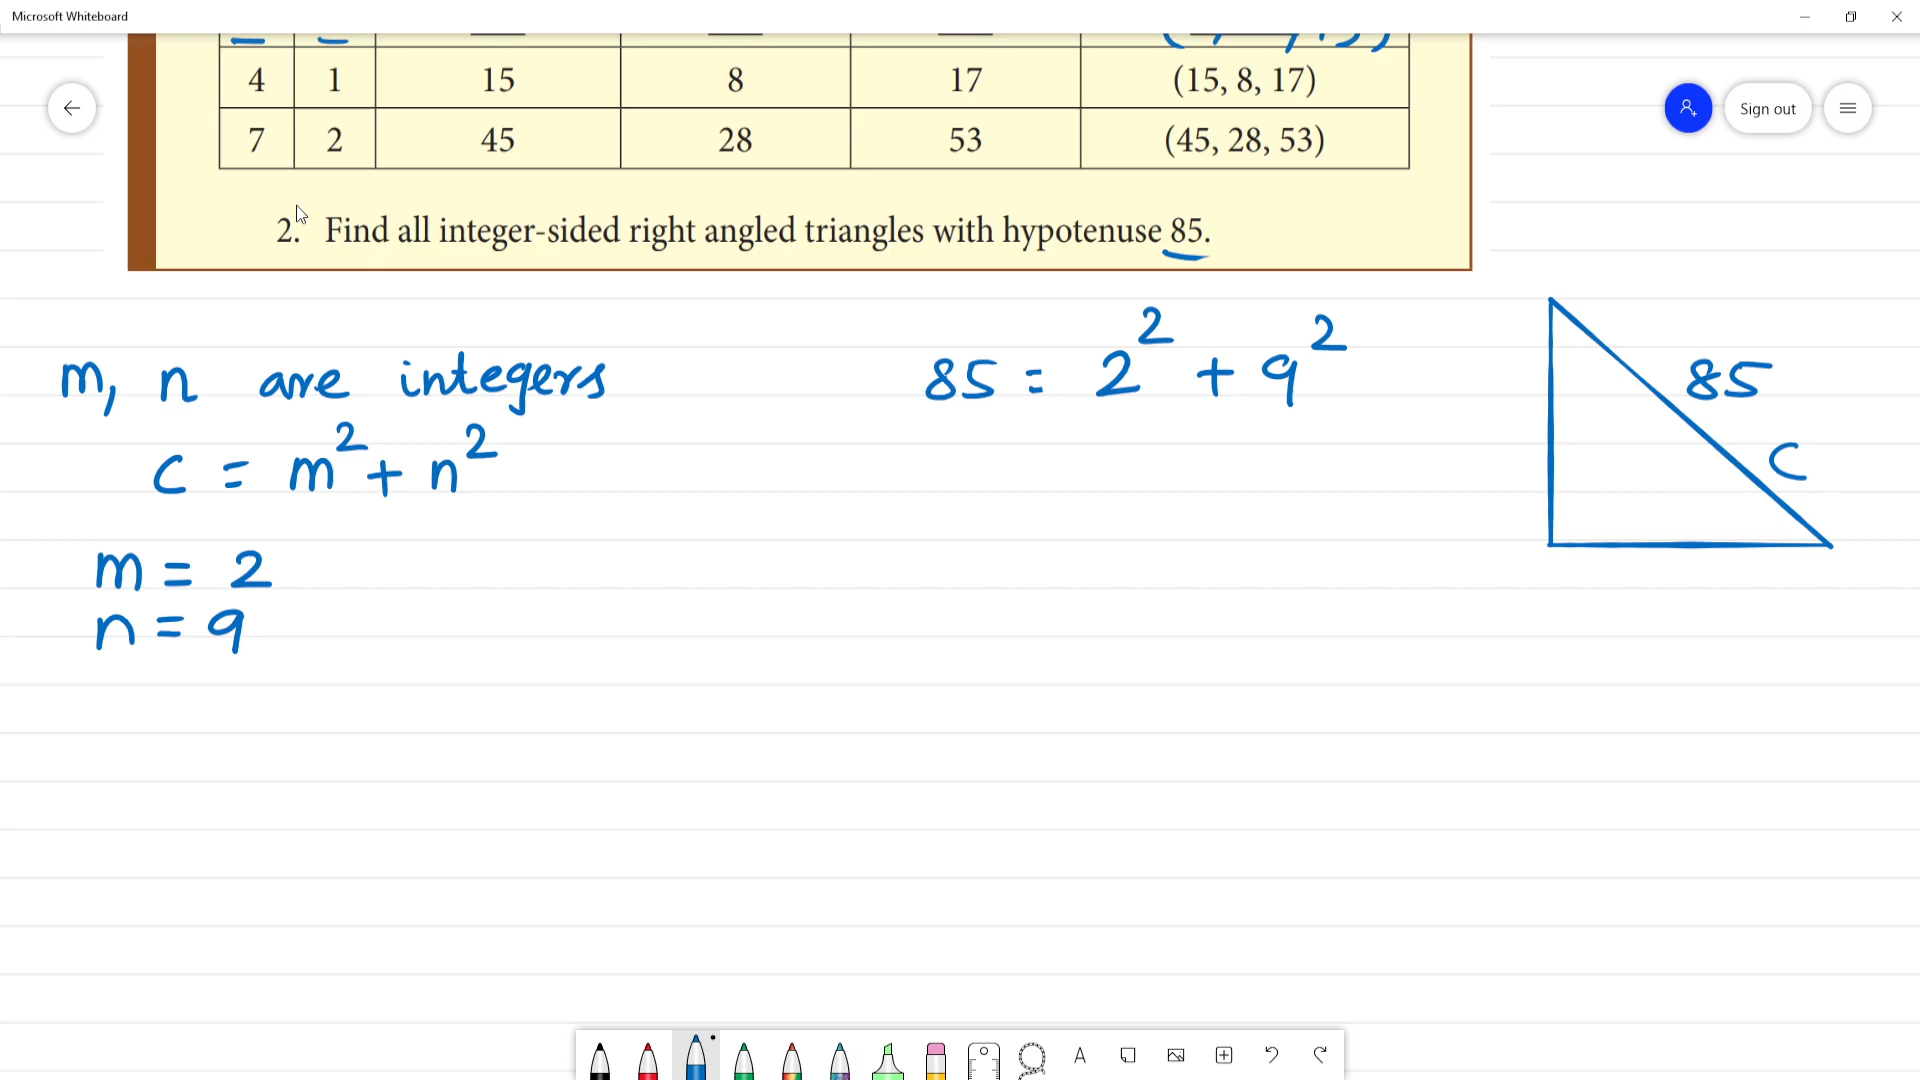 Microsoft Whiteboard
4 1 15 8 17 (15, 8, 17)
Sign out
7 2 45 28 53 (45, 28, 53)
2. Find all integer-sided right angled triangles with hypotenuse 85.
m, n are integers
c = m² + n²
m = 2
n = 9
85 = 2² + 9²
85
c
A